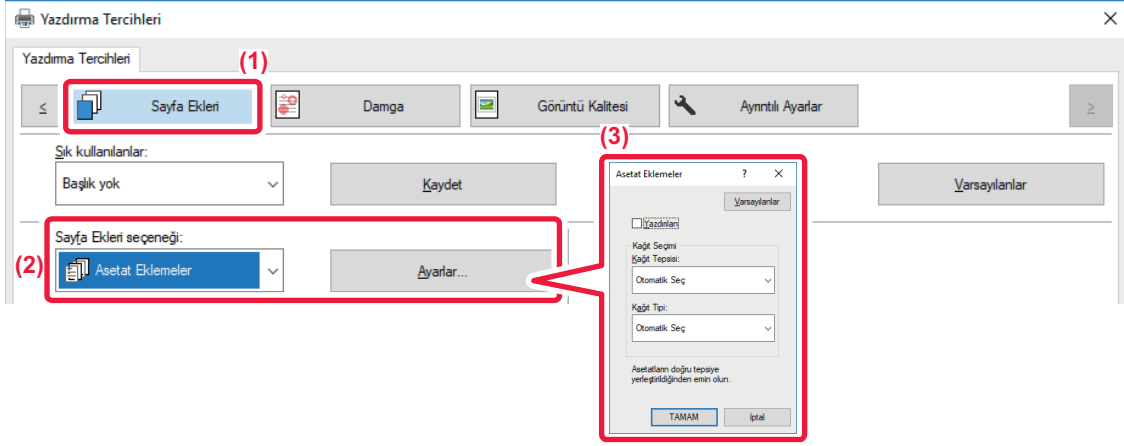 Yazdırma Tercihleri
Yazdırma Tercihleri
(1)
<
Sayfa Ekleri
Damga
Görüntü Kalitesi
Ayrıntılı Ayarlar
>
Sık kullanılanlar:
Başlık yok
Kaydet
Varsayılanlar
(2)
Sayfa Ekleri seçeneği:
Asetat Eklemeler
Ayarlar...
(3)
Asetat Eklemeler
?
Varsayılanlar
Yazdırılan
Kağıt Seçimi
Kağıt Tepsisi:
Otomatik Seç
Kağıt Tipi:
Otomatik Seç
Asetatların doğru tepsiye
yerleştirildiğinden emin olun.
TAMAM
İptal